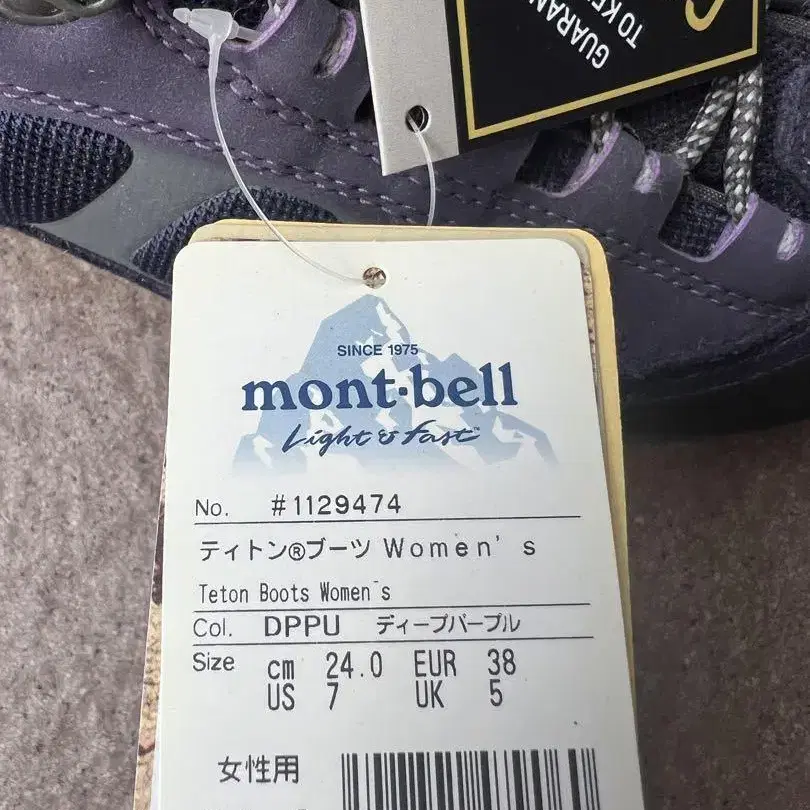 GUARAN
TO KE
SINCE 1975
mont·bell
Light & Fast™
No. #1129474
ティトン®ブーツ Women's
Teton Boots Women's
Col. DPPU ディープパープル
Size cm 24.0 EUR 38
US 7 UK 5
女性用